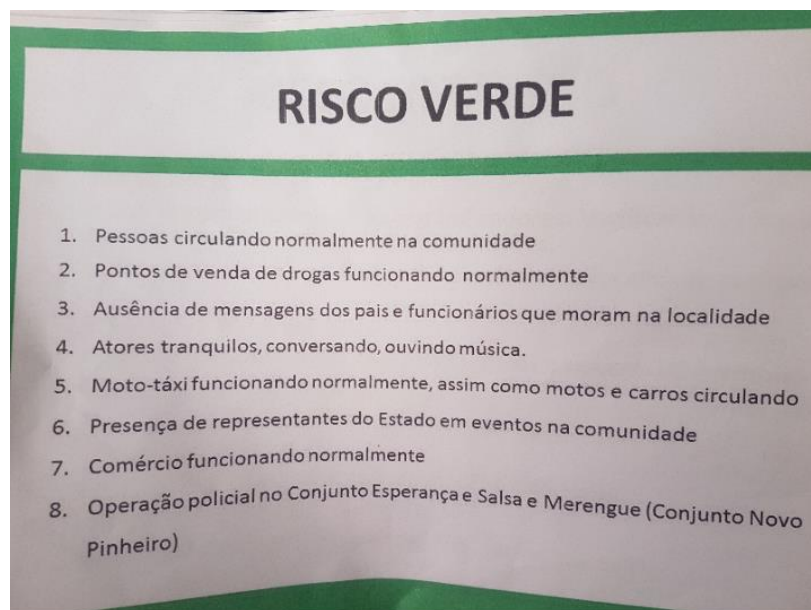 RISCO VERDE
1. Pessoas circulando normalmente na comunidade
2. Pontos de venda de drogas funcionando normalmente
3. Ausência de mensagens dos pais e funcionários que moram na localidade
4. Atores tranquilos, conversando, ouvindo música.
5. Moto-táxi funcionando normalmente, assim como motos e carros circulando
6. Presença de representantes do Estado em eventos na comunidade
7. Comércio funcionando normalmente
8. Operação policial no Conjunto Esperança e Salsa e Merengue (Conjunto Novo
Pinheiro)